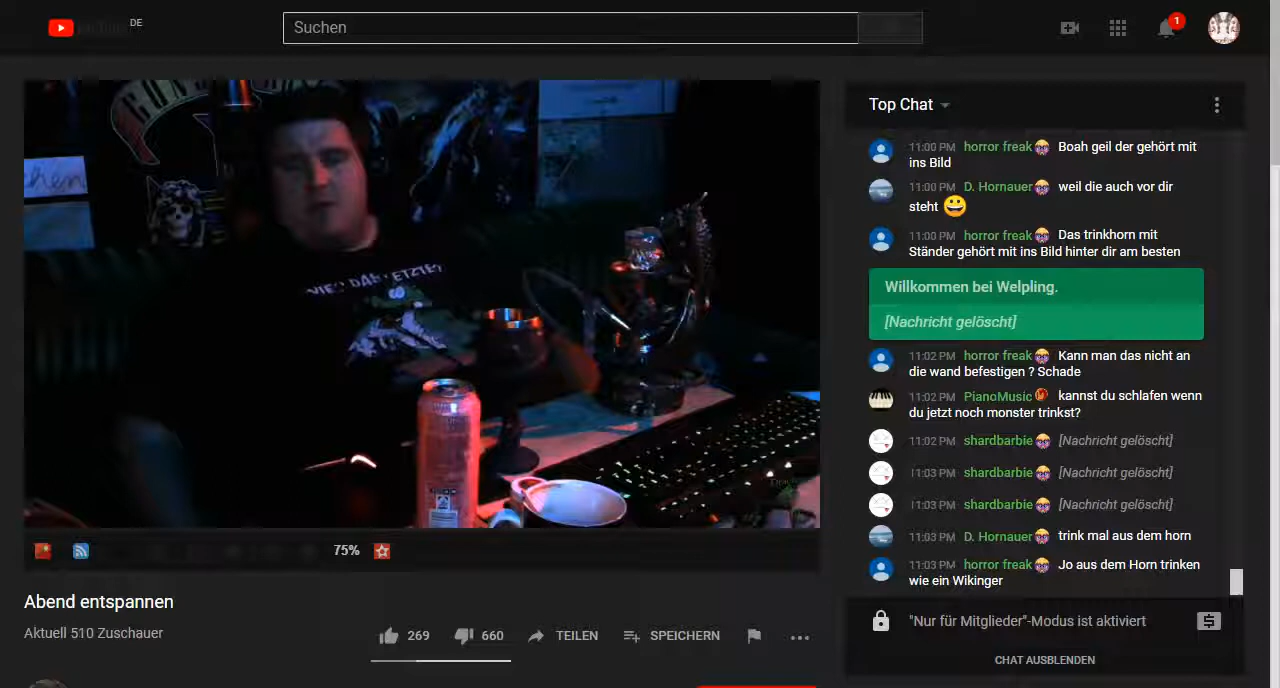 DE
Suchen
1
Top Chat
11:00 PM horror freak Boah geil der gehört mit
ins Bild
11:00 PM D. Hornauer weil die auch vor dir
steht
11:00 PM horror freak Das trinkhorn mit
Ständer gehört mit ins Bild hinter dir am besten
Willkommen bei Welpling.
[Nachricht gelöscht]
11:02 PM horror freak Kann man das nicht an
die wand befestigen ? Schade
11:02 PM PianoMusic kannst du schlafen wenn
du jetzt noch monster trinkst?
11:02 PM shardbarbie [Nachricht gelöscht]
11:03 PM shardbarbie [Nachricht gelöscht]
11:03 PM shardbarbie [Nachricht gelöscht]
11:03 PM D. Hornauer trink mal aus dem horn
11:03 PM horror freak Jo aus dem Horn trinken
wie ein Wikinger
"Nur für Mitglieder"-Modus ist aktiviert
CHAT AUSBLENDEN
DAS LETZTE
75%
Abend entspannen
Aktuell 510 Zuschauer
269
660
TEILEN
SPEICHERN